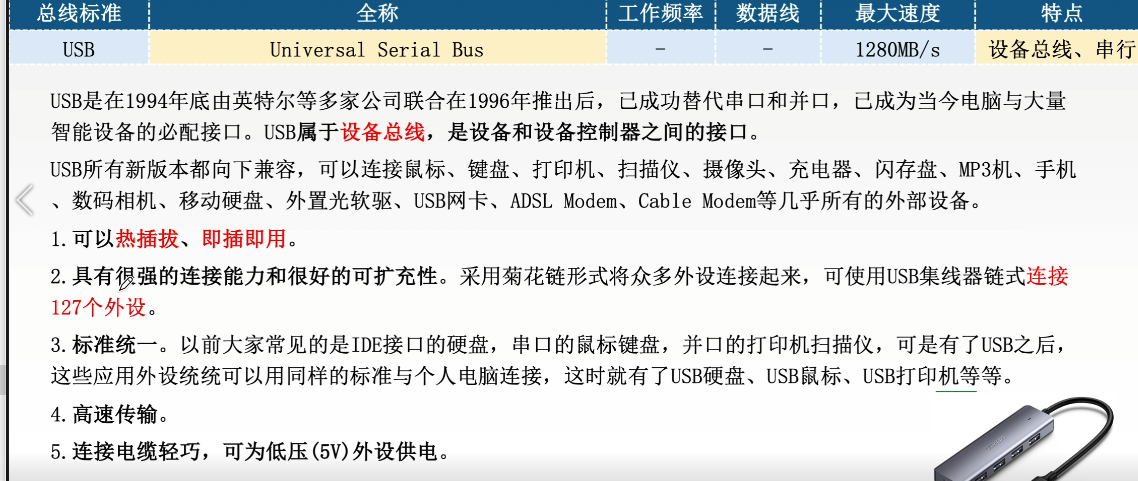 总线标准 全称 工作频率 数据线 最大速度 特点
USB Universal Serial Bus - - 1280MB/s 设备总线、串行
USB是在1994年底由英特尔等多家公司联合在1996年推出后，已成功替代串口和并口，已成为当今电脑与大量
智能设备的必配接口。USB属于设备总线，是设备和设备控制器之间的接口。
USB所有新版本都向下兼容，可以连接鼠标、键盘、打印机、扫描仪、摄像头、充电器、闪存盘、MP3机、手机
、数码相机、移动硬盘、外置光软驱、USB网卡、ADSL Modem、Cable Modem等几乎所有的外部设备。
1.可以热插拔、即插即用。
2.具有很强的连接能力和很好的可扩充性。采用菊花链形式将众多外设连接起来，可使用USB集线器链式连接
127个外设。
3.标准统一。以前大家常见的是IDE接口的硬盘，串口的鼠标键盘，并口的打印机扫描仪，可是有了USB之后，
这些应用外设统统可以用同样的标准与个人电脑连接，这时就有了USB硬盘、USB鼠标、USB打印机等等。
4.高速传输。
5.连接电缆轻巧，可为低压(5V)外设供电。